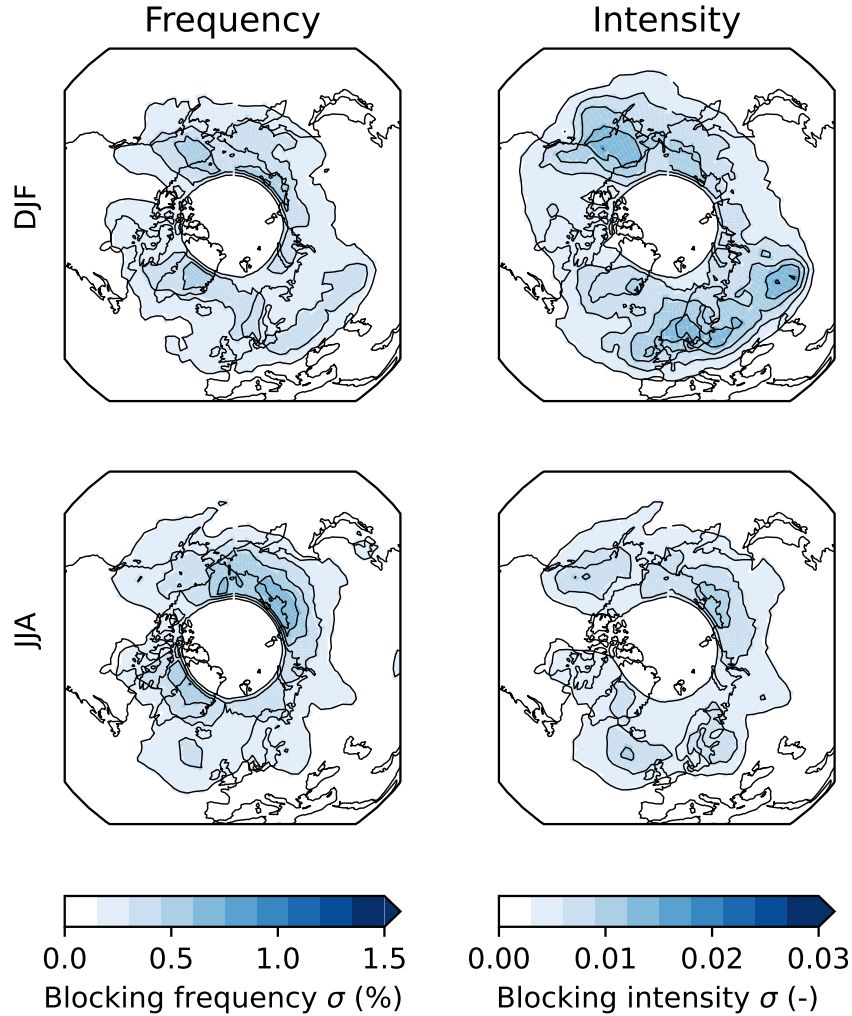 Frequency Intensity
DJF
JJA
0.0 0.5 1.0 1.5 0.00 0.01 0.02 0.03
Blocking frequency σ (%) Blocking intensity σ (-)